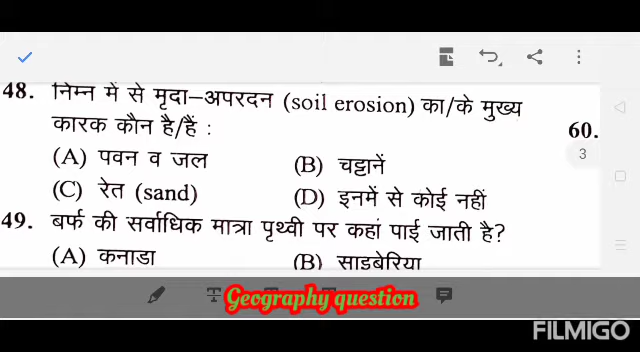 48. निम्न में से मृदा–अपरदन (soil erosion) का/के मुख्य
कारक कौन है/हैं :
(A) पवन व जल (B) चट्टानें
(C) रेत (sand) (D) इनमें से कोई नहीं
49. बर्फ की सर्वाधिक मात्रा पृथ्वी पर कहां पाई जाती है?
(A) कनाडा (B) साइबेरिया
60.
3
Geography question
FILMIGO